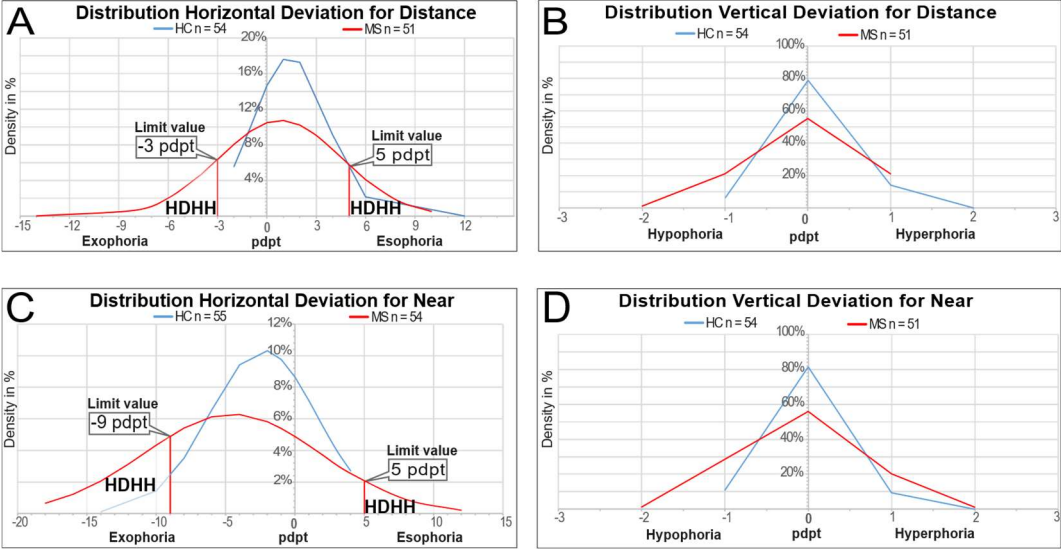 A
Distribution Horizontal Deviation for Distance
HC n = 54 MS n = 51
Density in %
20%
16%
12%
8%
4%
Limit value
-3 pdpt
Limit value
5 pdpt
HDHH HDHH
-15 -12 -9 -6 -3 0 3 6 9 12
Exophoria pdpt Esophoria
B
Distribution Vertical Deviation for Distance
HC n = 54 MS n = 51
Density in %
100%
80%
60%
40%
20%
-3 -2 -1 0 1 2 3
Hypophoria pdpt Hyperphoria
C
Distribution Horizontal Deviation for Near
HC n = 55 MS n = 54
Density in %
12%
10%
8%
6%
4%
2%
Limit value
-9 pdpt
Limit value
5 pdpt
HDHH HDHH
-20 -15 -10 -5 0 5 10 15
Exophoria pdpt Esophoria
D
Distribution Vertical Deviation for Near
HC n = 54 MS n = 51
Density in %
100%
80%
60%
40%
20%
-3 -2 -1 0 1 2 3
Hypophoria pdpt Hyperphoria